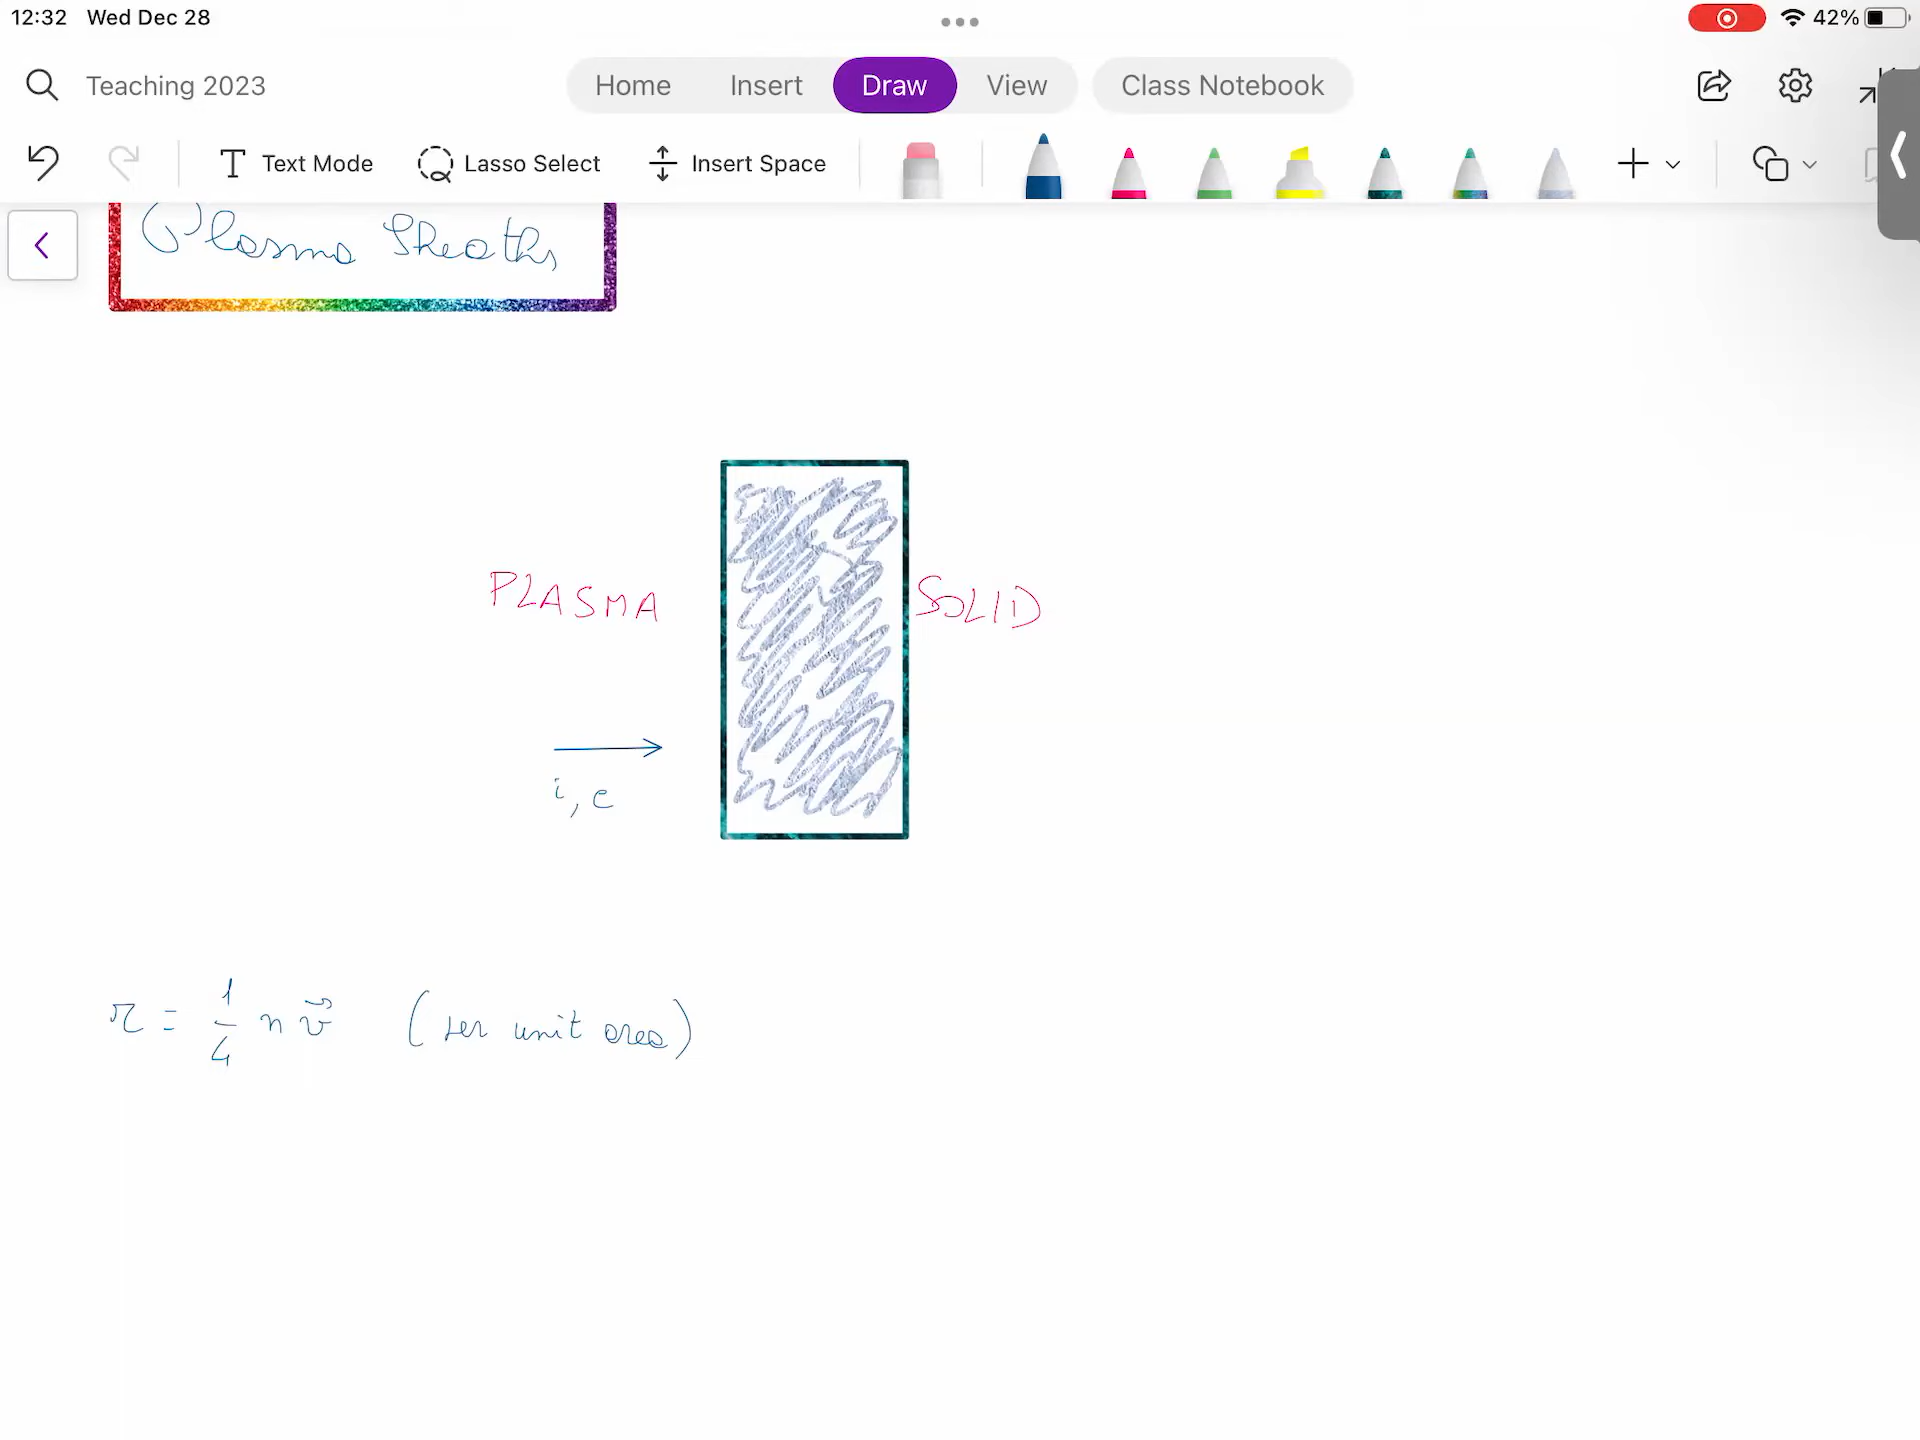 12:32 Wed Dec 28 42%
Teaching 2023 Home Insert Draw View Class Notebook
Text Mode Lasso Select Insert Space
Plasma Sheaths
PLASMA SOLID
i, e
r = 1/4 n v⃗ (per unit area)